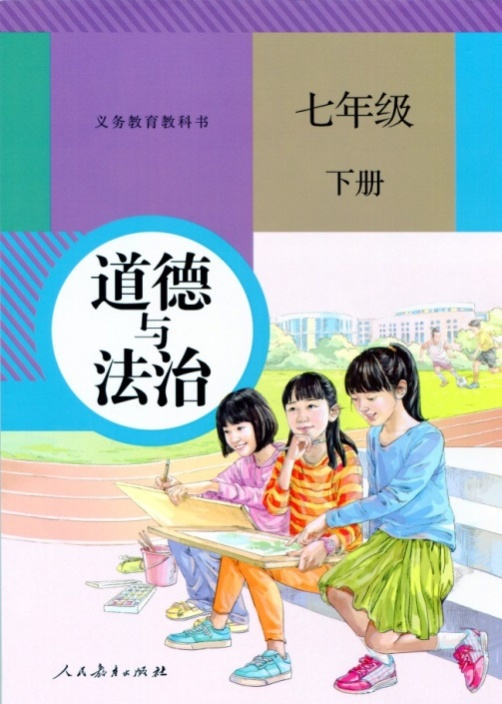 义务教育教科书
七年级
下册
道德
与
法治
人民教育出版社